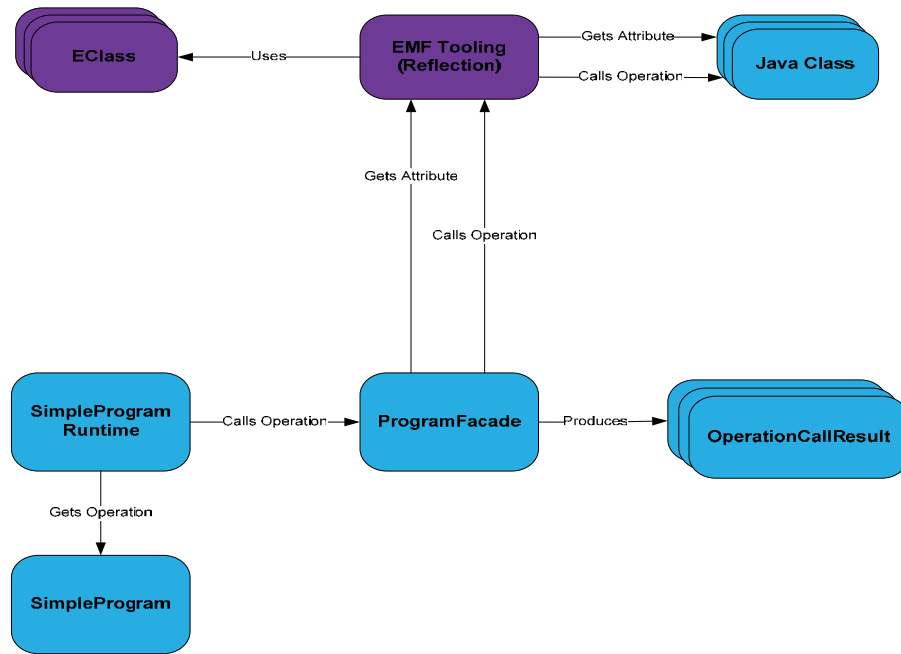 EClass
Uses
EMF Tooling
(Reflection)
Gets Attribute
Calls Operation
Java Class
Gets Attribute
Calls Operation
SimpleProgram
Runtime
Calls Operation
ProgramFacade
Produces
OperationCallResult
Gets Operation
SimpleProgram